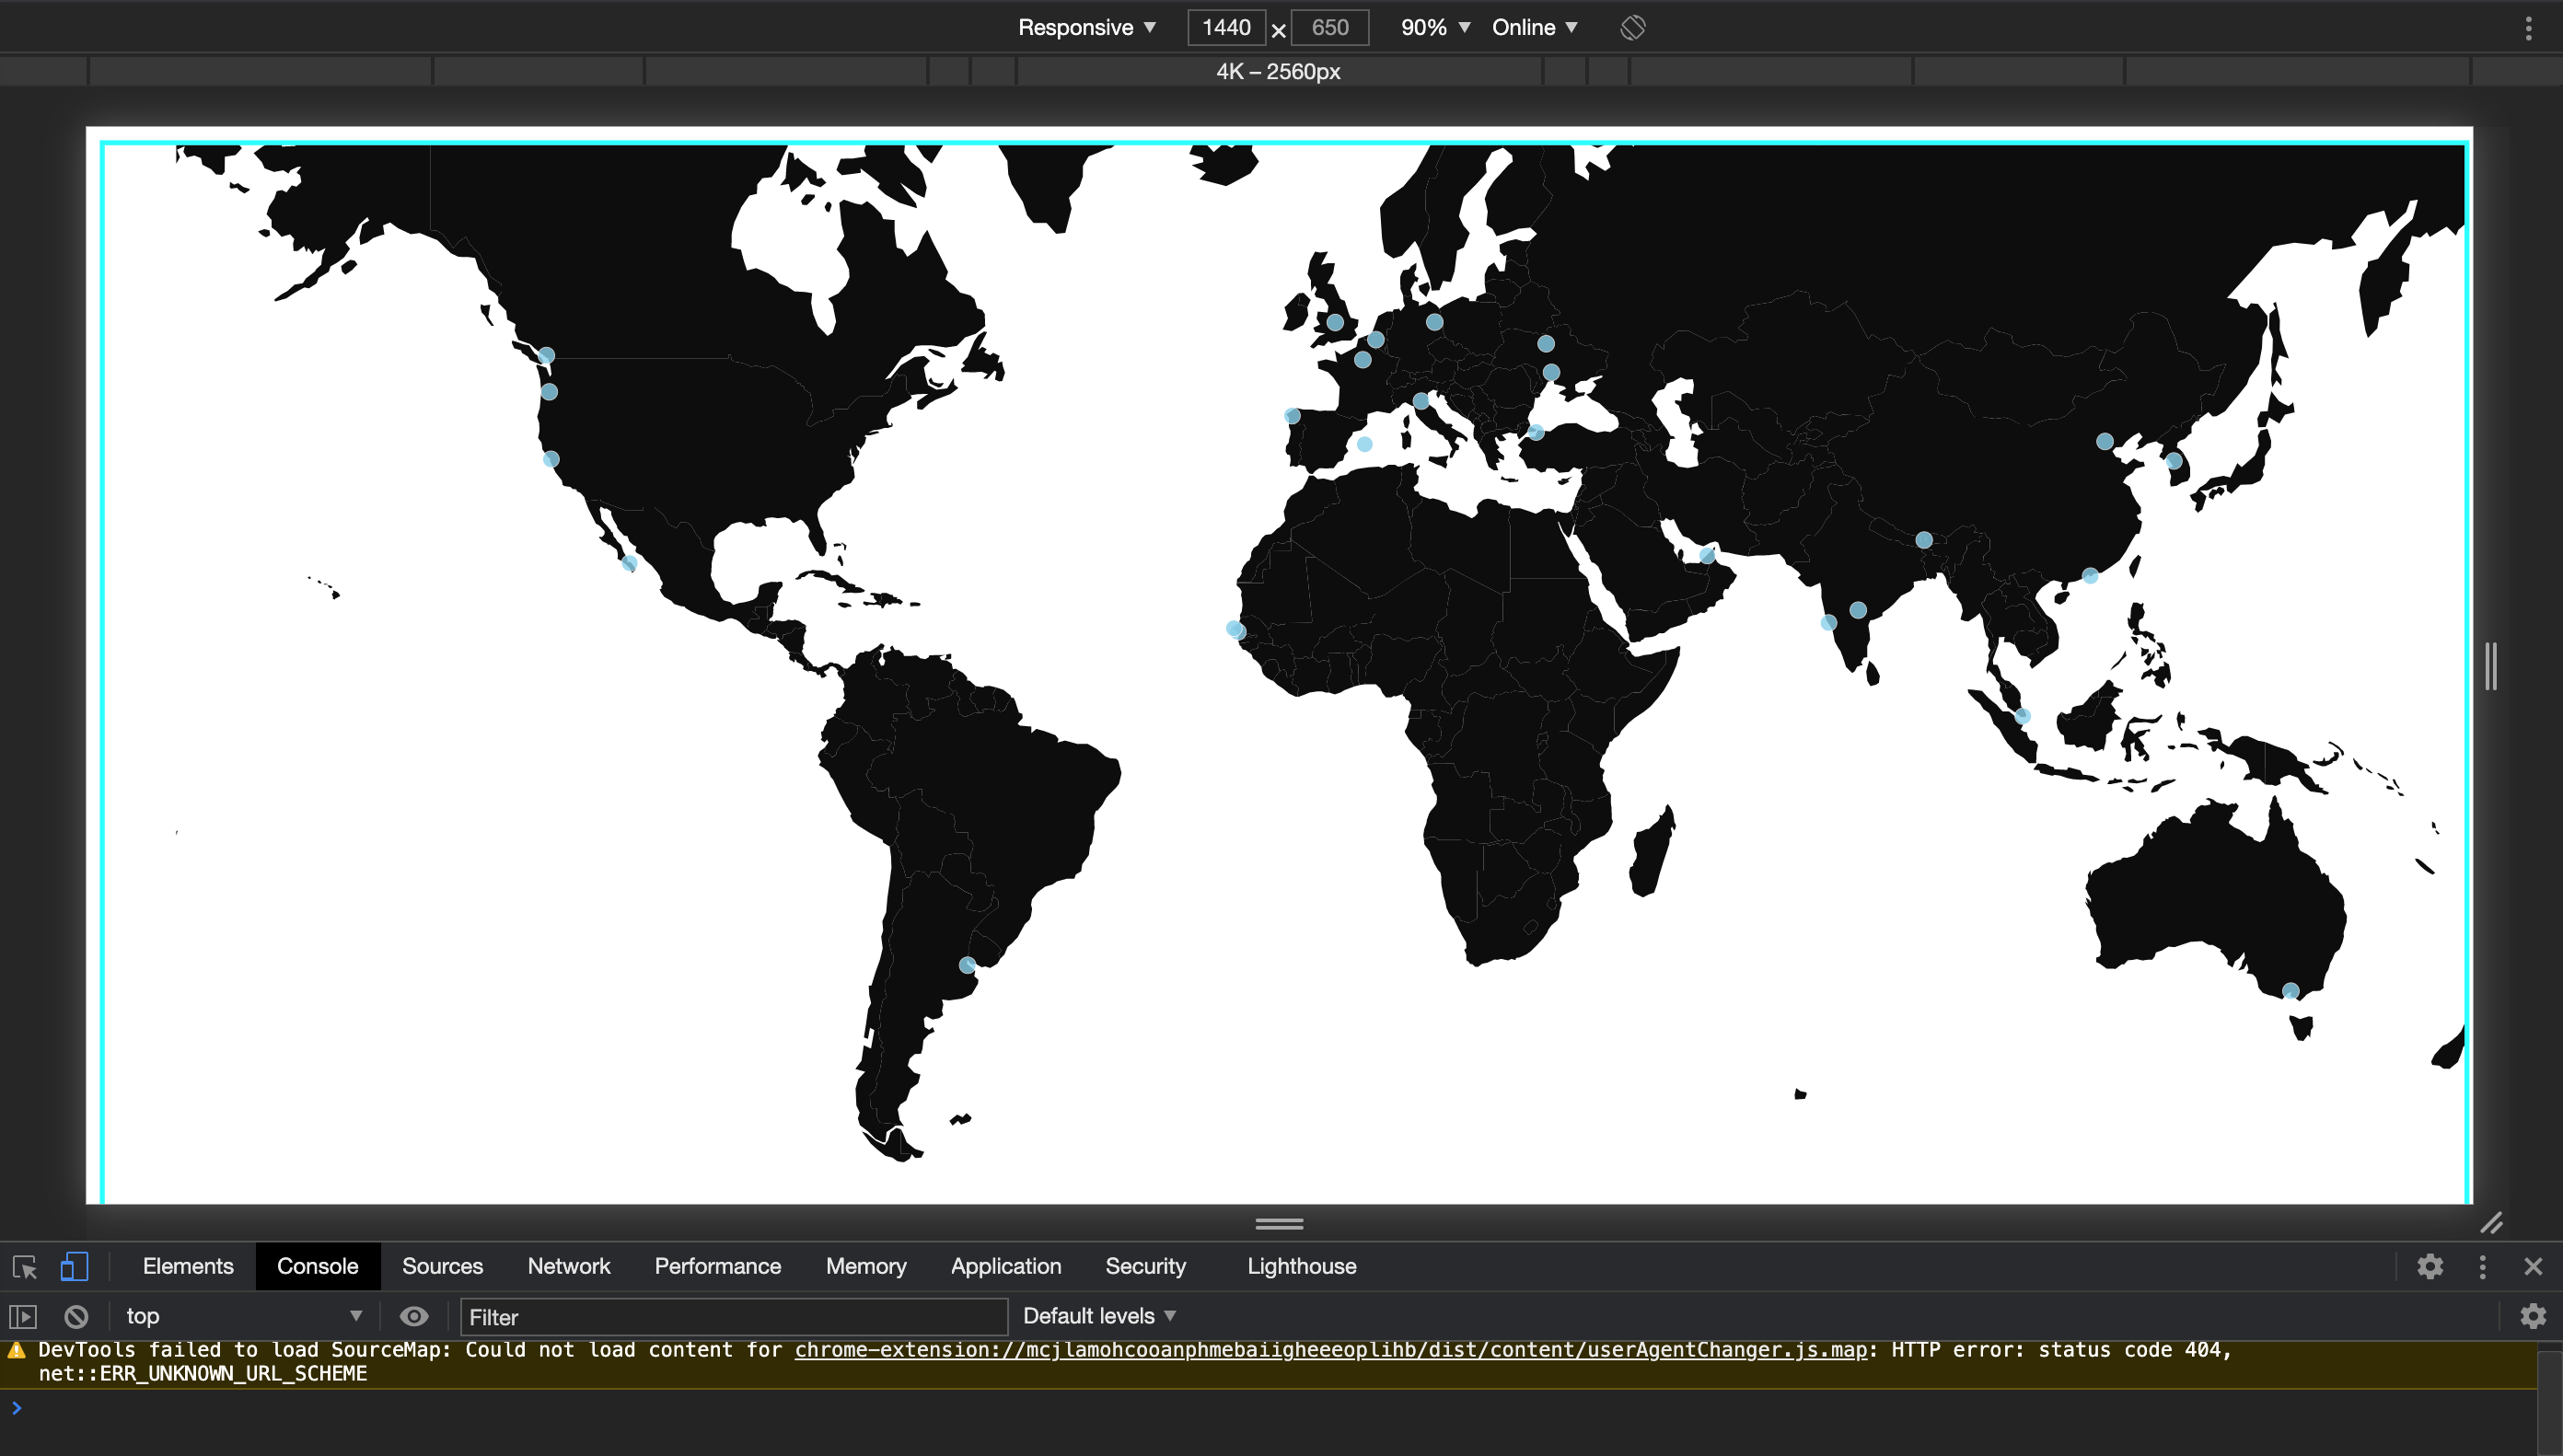 Responsive ▼ 1440 × 650 90% ▼ Online ▼
4K – 2560px
Elements Console Sources Network Performance Memory Application Security Lighthouse
top ▼ Filter Default levels ▼
DevTools failed to load SourceMap: Could not load content for chrome-extension://mcjlamohcooanphmebaiigheeeoplihb/dist/content/userAgentChanger.js.map: HTTP error: status code 404,
net::ERR_UNKNOWN_URL_SCHEME